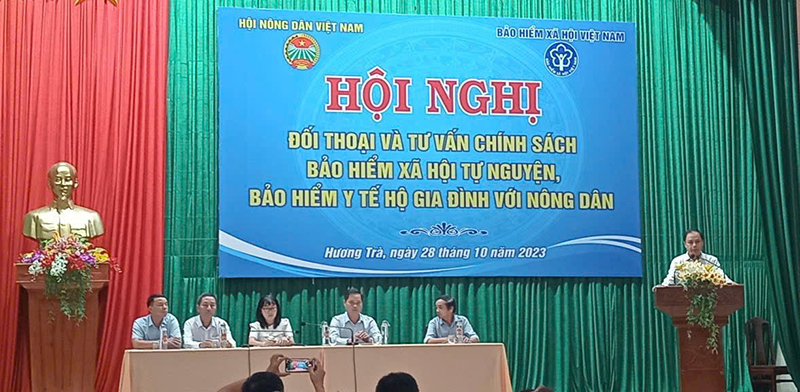 HỘI NÔNG DÂN VIỆT NAM
BẢO HIỂM XÃ HỘI VIỆT NAM
HỘI NGHỊ
ĐỐI THOẠI VÀ TƯ VẤN CHÍNH SÁCH
BẢO HIỂM XÃ HỘI TỰ NGUYỆN,
BẢO HIỂM Y TẾ HỘ GIA ĐÌNH VỚI NÔNG DÂN
Hương Trà, ngày 28 tháng 10 năm 2023